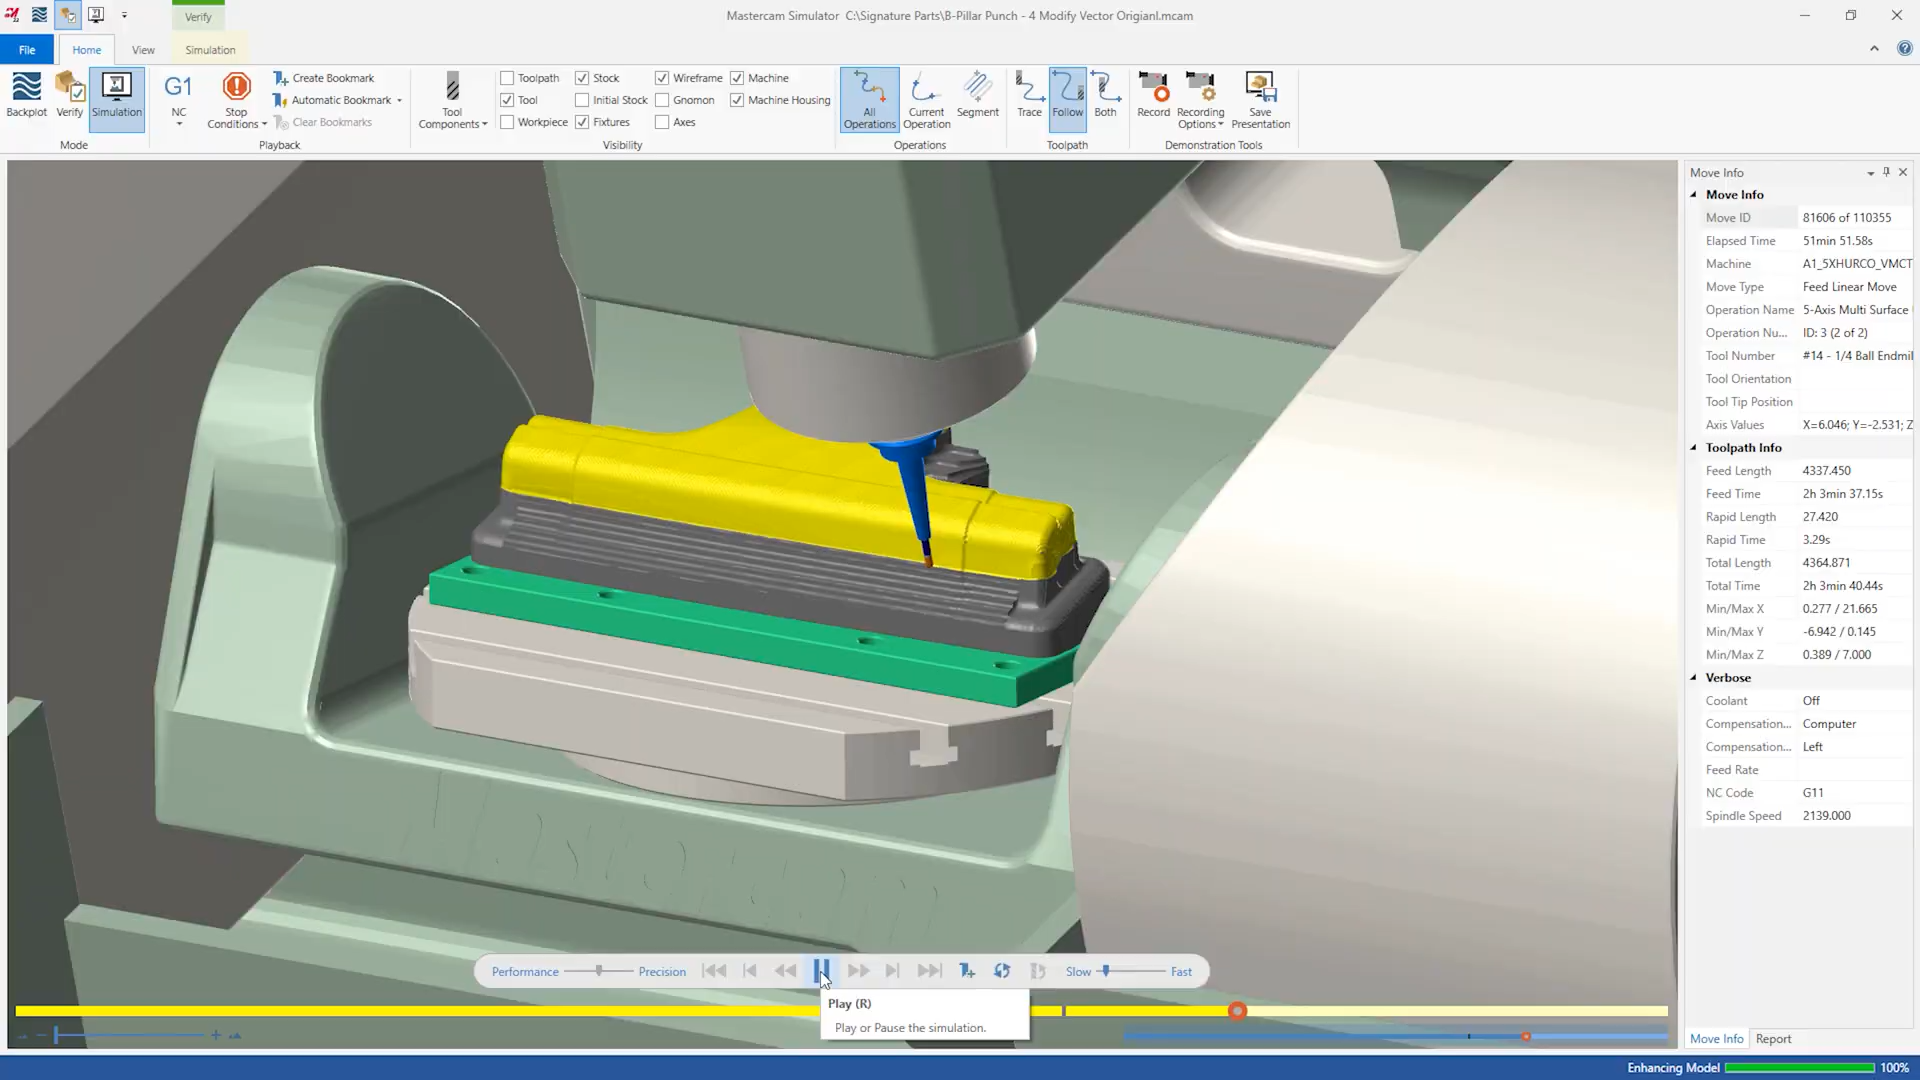 Verify
Mastercam Simulator C:\Signature Parts\B-Pillar Punch - 4 Modify Vector Origianl.mcam
File
Home
View
Simulation
Backplot
Verify
Simulation
Mode
G1
NC
Stop Conditions
Create Bookmark
Automatic Bookmark
Clear Bookmarks
Playback
Tool Components
Toolpath
Stock
Wireframe
Machine
Tool
Initial Stock
Gnomon
Machine Housing
Workpiece
Fixtures
Axes
Visibility
All Operations
Current Operation
Segment
Operations
Trace
Follow
Both
Toolpath
Record
Recording Options
Save Presentation
Demonstration Tools
Move Info
Move Info
Move ID 81606 of 110355
Elapsed Time 51min 51.58s
Machine A1_5XHURCO_VMCT
Move Type Feed Linear Move
Operation Name 5-Axis Multi Surface
Operation Nu... ID: 3 (2 of 2)
Tool Number #14 - 1/4 Ball Endmil
Tool Orientation
Tool Tip Position
Axis Values X=6.046; Y=-2.531; Z
Toolpath Info
Feed Length 4337.450
Feed Time 2h 3min 37.15s
Rapid Length 27.420
Rapid Time 3.29s
Total Length 4364.871
Total Time 2h 3min 40.44s
Min/Max X 0.277 / 21.665
Min/Max Y -6.942 / 0.145
Min/Max Z 0.389 / 7.000
Verbose
Coolant Off
Compensation... Computer
Compensation... Left
Feed Rate
NC Code G11
Spindle Speed 2139.000
Performance
Precision
Slow
Fast
Play (R)
Play or Pause the simulation.
Move Info
Report
Enhancing Model 100%